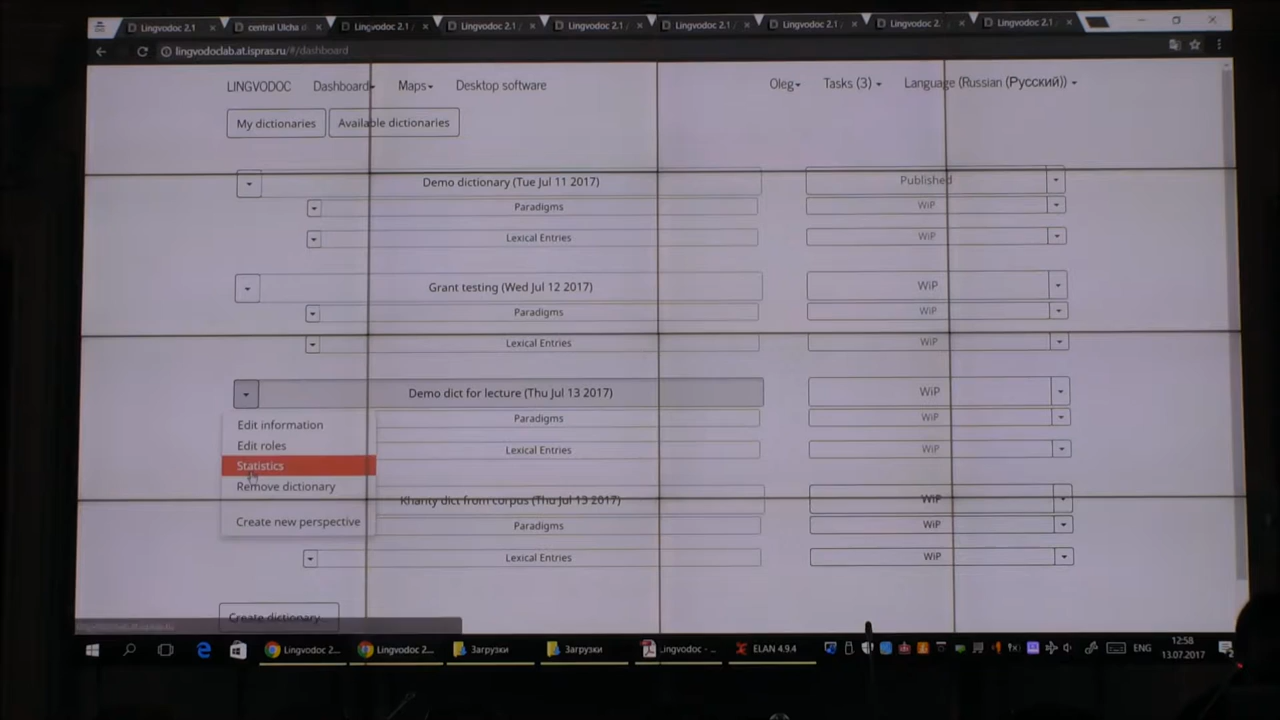 Lingvodoc 2.1
central Ulcha
Lingvodoc 2.1
Lingvodoc 2.1
Lingvodoc 2.1
Lingvodoc 2.1
Lingvodoc 2.1
Lingvodoc 2.
Lingvodoc 2.1
lingvodoclab.at.ispras.ru/#/dashboard
LINGVODOC Dashboard Maps Desktop software Oleg Tasks (3) Language (Russian (Русский))
My dictionaries Available dictionaries
Demo dictionary (Tue Jul 11 2017) Published
Paradigms WiP
Lexical Entries WiP
Grant testing (Wed Jul 12 2017) WiP
Paradigms WiP
Lexical Entries WiP
Demo dict for lecture (Thu Jul 13 2017) WiP
Edit information
Paradigms WiP
Edit roles
Lexical Entries WiP
Statistics
Remove dictionary
Khanty dict from corpus (Thu Jul 13 2017) WiP
Create new perspective
Paradigms WiP
Lexical Entries WiP
Create dictionary...
Lingvodoc 2... Lingvodoc 2... Загрузки Загрузки Lingvodoc - ... ELAN 4.9.4 ENG 12:58
13.07.2017